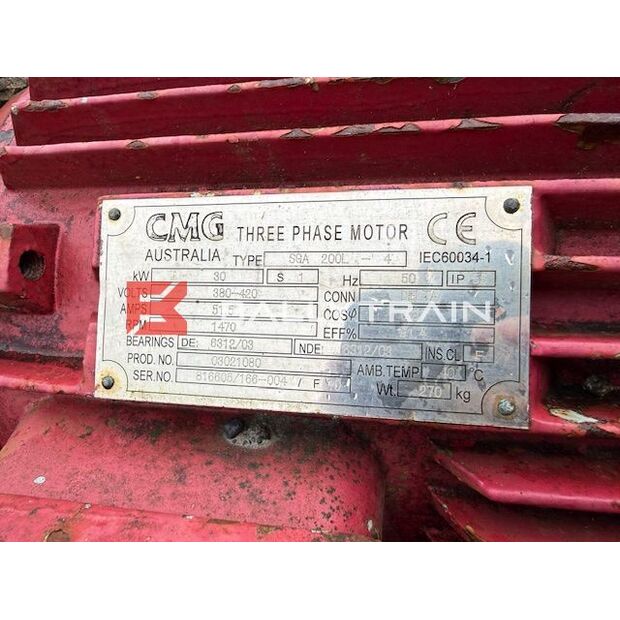 CMG THREE PHASE MOTOR CE
AUSTRALIA TYPE SGA 200L - 4 IEC60034-1
kW 30 S 1 Hz 50 IP
VOLTS 380-420 CONN
AMPS 51.5 COSØ
TRAIN
RPM 1470 EFF%
BEARINGS DE: 6312/C3 NDE: 6312/C3 INS.CL F
PROD. NO. 03021080 AMB.TEMP. 40 °C
SER.NO. 816606/166-004 / F Wt. 270 kg